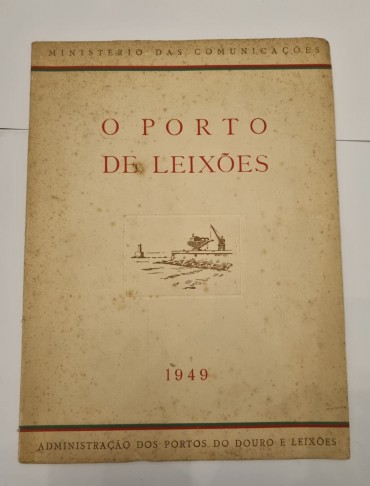 MINISTÉRIO DAS COMUNICAÇÕES
O PORTO
DE LEIXÕES
1949
ADMINISTRAÇÃO DOS PORTOS DO DOURO E LEIXÕES